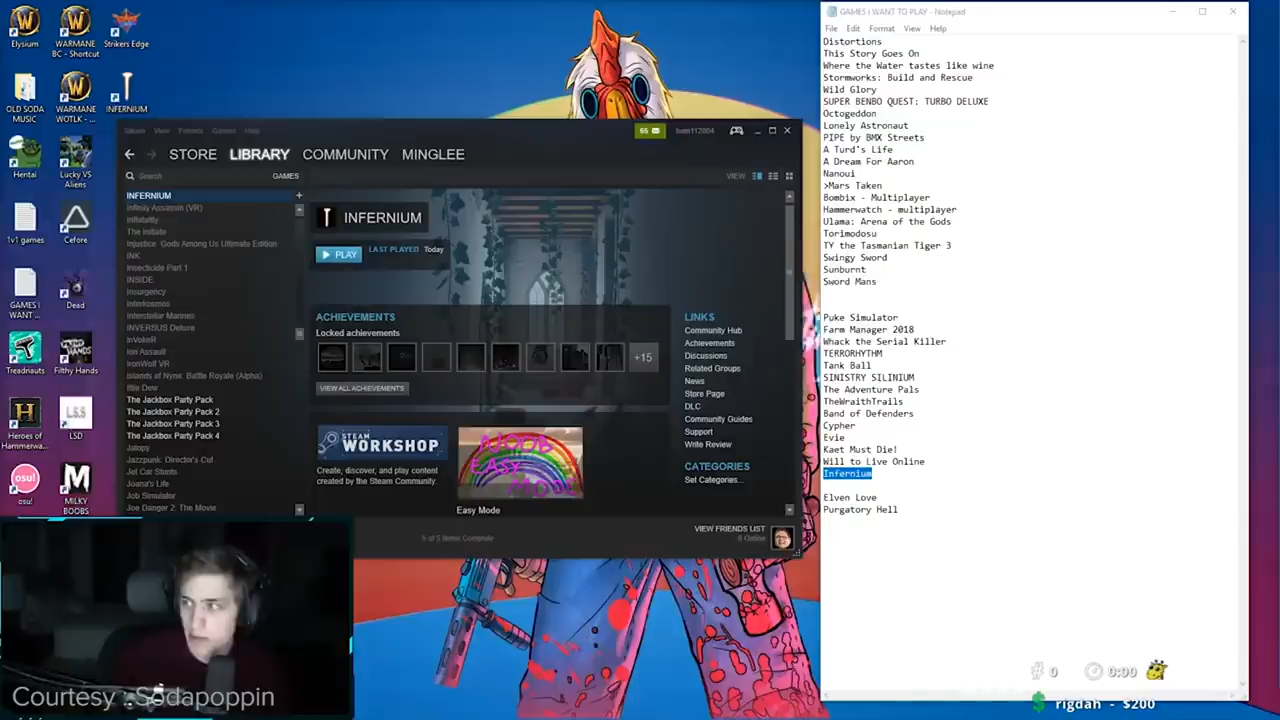 Elysium
WARMANE
BC - Shortcut
Strikers Edge
OLD SODA
MUSIC
WARMANE
WOTLK - ...
INFERNIUM
Hentai
Lucky VS
Aliens
1v1 games
Cefore
GAMES I
WANT ...
Dead
Treadnauts
Filthy Hands
Heroes of
Hammerwa...
LSD
osu!
MILKY
BOOBS
Steam View Friends Games Help
65
STORE LIBRARY COMMUNITY MINGLEE
Search
GAMES
VIEW
INFERNIUM
Infinity Assassin (VR)
Inflatality
The Initiate
Injustice Gods Among Us Ultimate Edition
INK
Insecticide Part 1
INSIDE
Insurgency
Interkosmos
Interstellar Marines
INVERSUS Deluxe
InVokeR
Ion Assault
IronWolf VR
Islands of Nyne: Battle Royale (Alpha)
Ittle Dew
The Jackbox Party Pack
The Jackbox Party Pack 2
The Jackbox Party Pack 3
The Jackbox Party Pack 4
Jalopy
Jazzpunk: Director's Cut
Jet Car Stunts
Joana's Life
Job Simulator
Joe Danger 2: The Movie
INFERNIUM
PLAY
LAST PLAYED Today
ACHIEVEMENTS
Locked achievements
+15
VIEW ALL ACHIEVEMENTS
STEAM
WORKSHOP
Create, discover, and play content
created by the Steam Community.
NOOB
EASY
MODE
Easy Mode
LINKS
Community Hub
Achievements
Discussions
Related Groups
News
Store Page
DLC
Community Guides
Support
Write Review
CATEGORIES
Set Categories...
VIEW FRIENDS LIST
GAMES I WANT TO PLAY - Notepad
File Edit Format View Help
Distortions
This Story Goes On
Where the Water tastes like wine
Stormworks: Build and Rescue
Wild Glory
SUPER BENBO QUEST: TURBO DELUXE
Octogeddon
Lonely Astronaut
PIPE by BMX Streets
A Turd's Life
A Dream For Aaron
Nanoui
>Mars Taken
Bombix - Multiplayer
Hammerwatch - multiplayer
Ulama: Arena of the Gods
Torimodosu
TY the Tasmanian Tiger 3
Swingy Sword
Sunburnt
Sword Mans
Puke Simulator
Farm Manager 2018
Whack the Serial Killer
TERRORHYTHM
Tank Ball
SINISTRY SILINIUM
The Adventure Pals
TheWraithTrails
Band of Defenders
Cypher
Evie
Kaet Must Die!
Will to Live Online
Infernium
Elven Love
Purgatory Hell
# 0 0:00
$ rigdah - $200
Courtesy : Sodapoppin